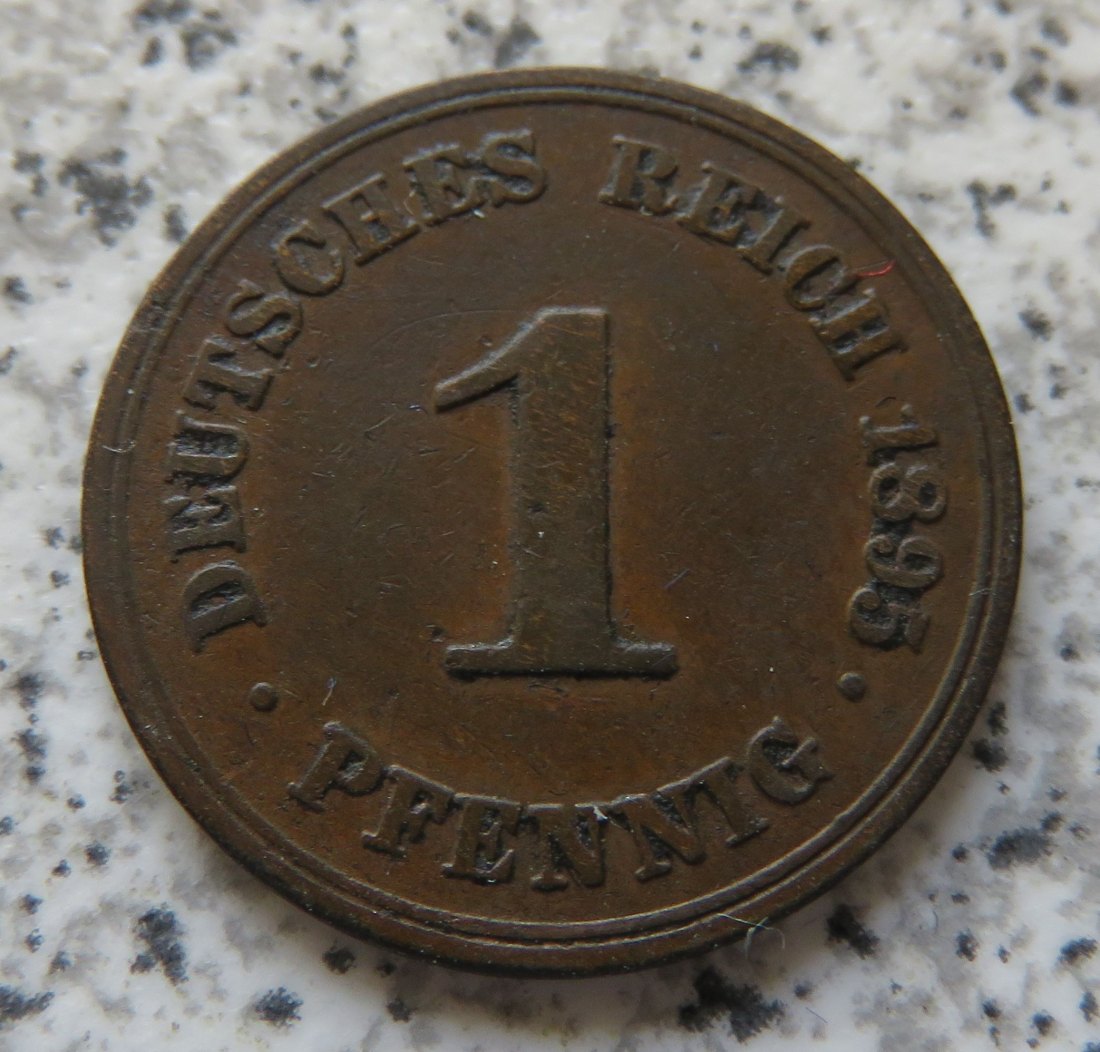 DEUTSCHES REICH 1895
1
PFENNIG